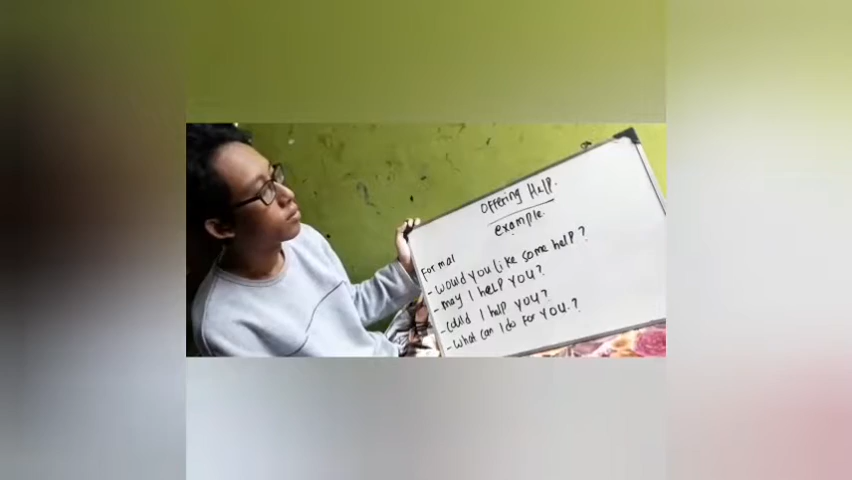 Offering Help.
example.
Formal
- would you like some help?
- may I help you?
- could I help you?
- what can I do for you.?